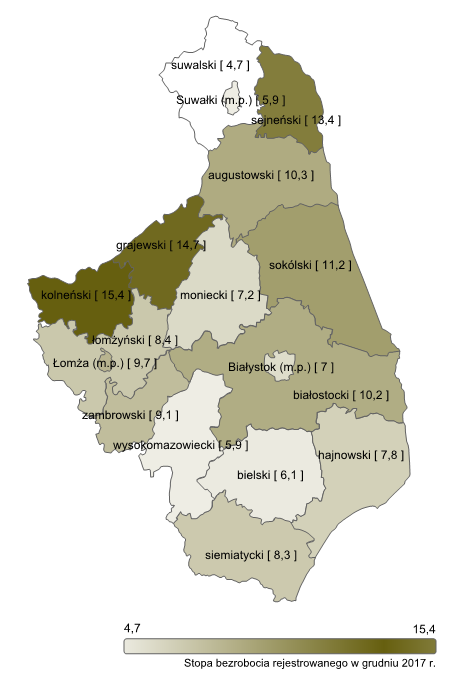 suwalski [ 4,7 ]
Suwałki (m.p.) [ 5,9 ]
sejneński [ 13,4 ]
augustowski [ 10,3 ]
grajewski [ 14,7 ]
sokólski [ 11,2 ]
kolneński [ 15,4 ]
moniecki [ 7,2 ]
łomżyński [ 8,4 ]
Łomża (m.p.) [ 9,7 ]
Białystok (m.p.) [ 7 ]
białostocki [ 10,2 ]
zambrowski [ 9,1 ]
wysokomazowiecki [ 5,9 ]
hajnowski [ 7,8 ]
bielski [ 6,1 ]
siemiatycki [ 8,3 ]
4,7
15,4
Stopa bezrobocia rejestrowanego w grudniu 2017 r.